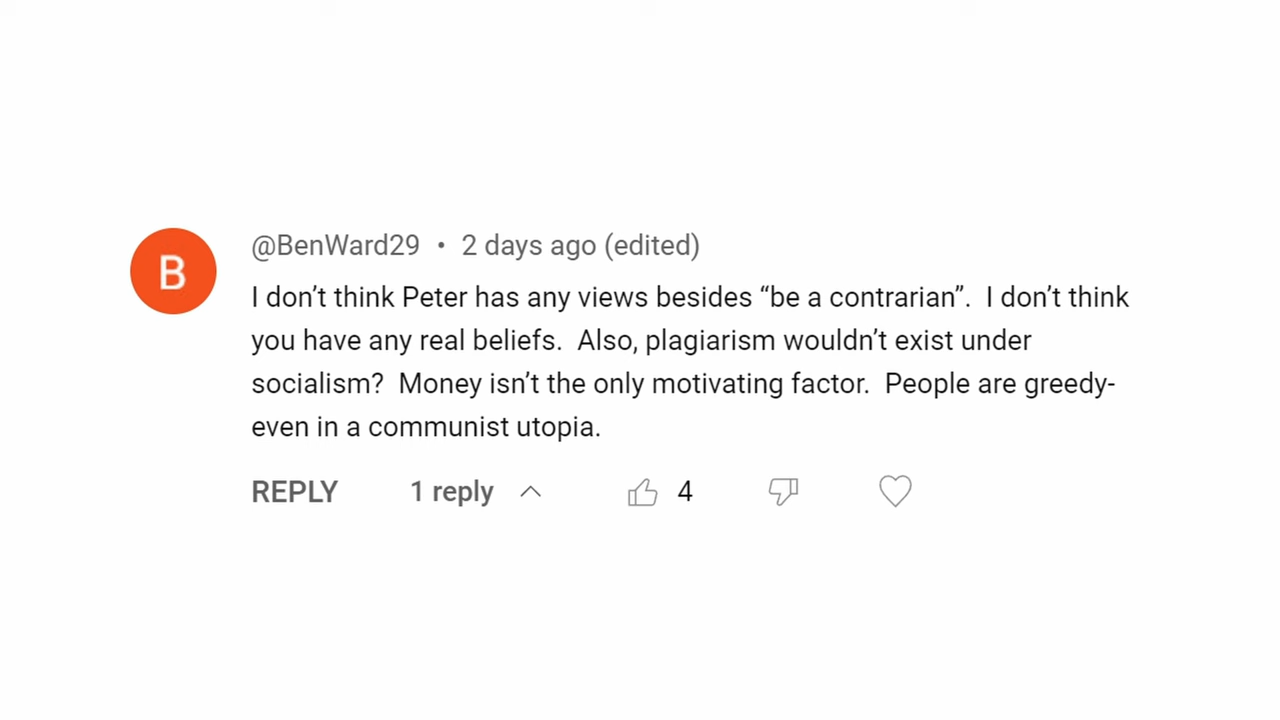 B
@BenWard29 • 2 days ago (edited)
I don’t think Peter has any views besides “be a contrarian”.  I don’t think
you have any real beliefs.  Also, plagiarism wouldn’t exist under
socialism?  Money isn’t the only motivating factor.  People are greedy-
even in a communist utopia.
REPLY 1 reply 4